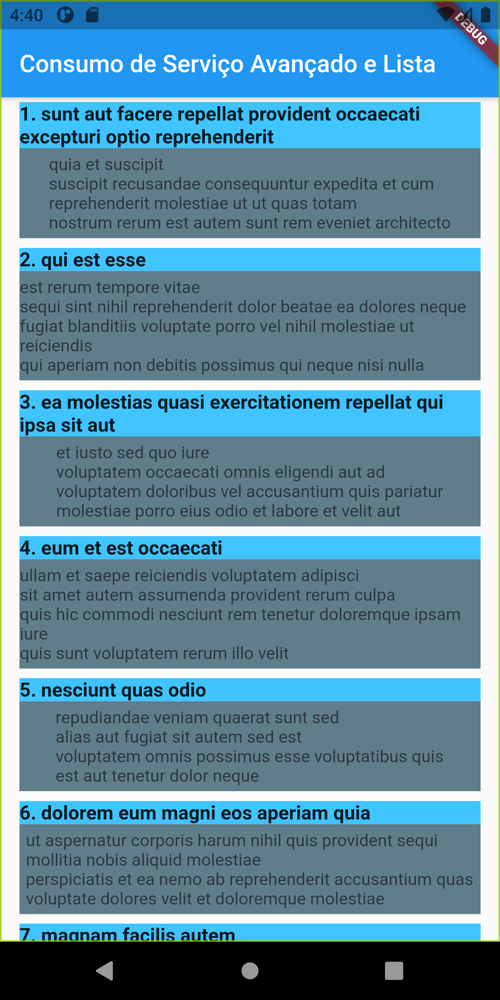 4:40
DEBUG
Consumo de Serviço Avançado e Lista
1. sunt aut facere repellat provident occaecati
excepturi optio reprehenderit
quia et suscipit
suscipit recusandae consequuntur expedita et cum
reprehenderit molestiae ut ut quas totam
nostrum rerum est autem sunt rem eveniet architecto
2. qui est esse
est rerum tempore vitae
sequi sint nihil reprehenderit dolor beatae ea dolores neque
fugiat blanditiis voluptate porro vel nihil molestiae ut
reiciendis
qui aperiam non debitis possimus qui neque nisi nulla
3. ea molestias quasi exercitationem repellat qui
ipsa sit aut
et iusto sed quo iure
voluptatem occaecati omnis eligendi aut ad
voluptatem doloribus vel accusantium quis pariatur
molestiae porro eius odio et labore et velit aut
4. eum et est occaecati
ullam et saepe reiciendis voluptatem adipisci
sit amet autem assumenda provident rerum culpa
quis hic commodi nesciunt rem tenetur doloremque ipsam
iure
quis sunt voluptatem rerum illo velit
5. nesciunt quas odio
repudiandae veniam quaerat sunt sed
alias aut fugiat sit autem sed est
voluptatem omnis possimus esse voluptatibus quis
est aut tenetur dolor neque
6. dolorem eum magni eos aperiam quia
ut aspernatur corporis harum nihil quis provident sequi
mollitia nobis aliquid molestiae
perspiciatis et ea nemo ab reprehenderit accusantium quas
voluptate dolores velit et doloremque molestiae
7. magnam facilis autem